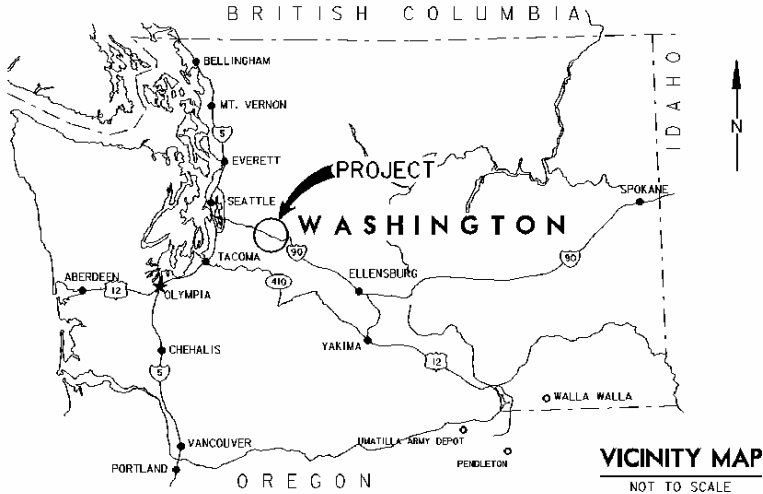 BRITISH COLUMBIA
BELLINGHAM
IDAHO
MT. VERNON
5
N
EVERETT
PROJECT
SPOKANE
SEATTLE
WASHINGTON
90
90
TACOMA
ABERDEEN
410
ELLENSBURG
12
OLYMPIA
CHEHALIS
YAKIMA
12
5
WALLA WALLA
VANCOUVER
UMATILLA ARMY DEPOT
PENDLETON
PORTLAND
OREGON
VICINITY MAP
NOT TO SCALE